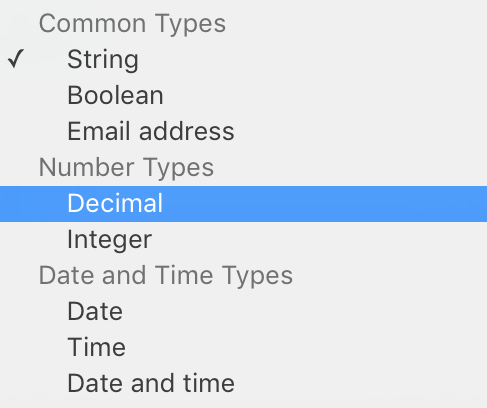 Common Types
✓ String
Boolean
Email address
Number Types
Decimal
Integer
Date and Time Types
Date
Time
Date and time